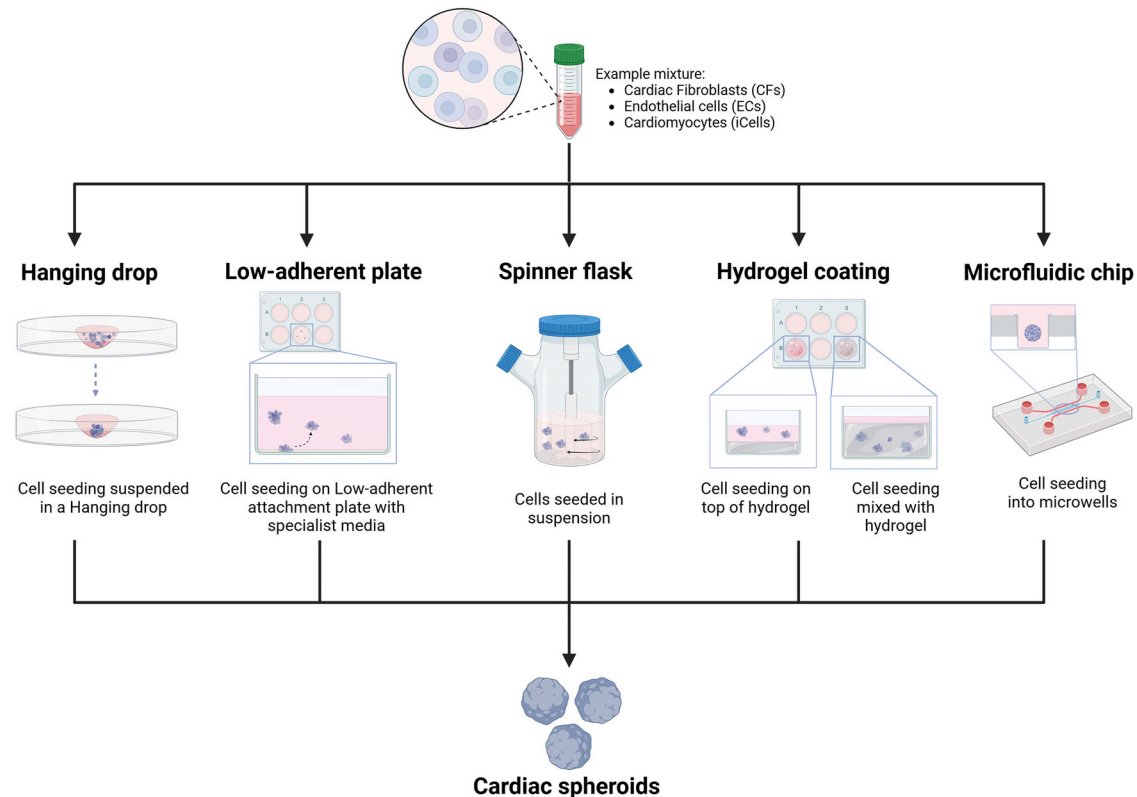 Example mixture:
• Cardiac Fibroblasts (CFs)
• Endothelial cells (ECs)
• Cardiomyocytes (iCells)
Hanging drop
Low-adherent plate
Spinner flask
Hydrogel coating
Microfluidic chip
1 2 3
A
B
1 2 3
A
B
Cell seeding suspended
in a Hanging drop
Cell seeding on Low-adherent
attachment plate with
specialist media
Cells seeded in
suspension
Cell seeding on
top of hydrogel
Cell seeding
mixed with
hydrogel
Cell seeding
into microwells
Cardiac spheroids